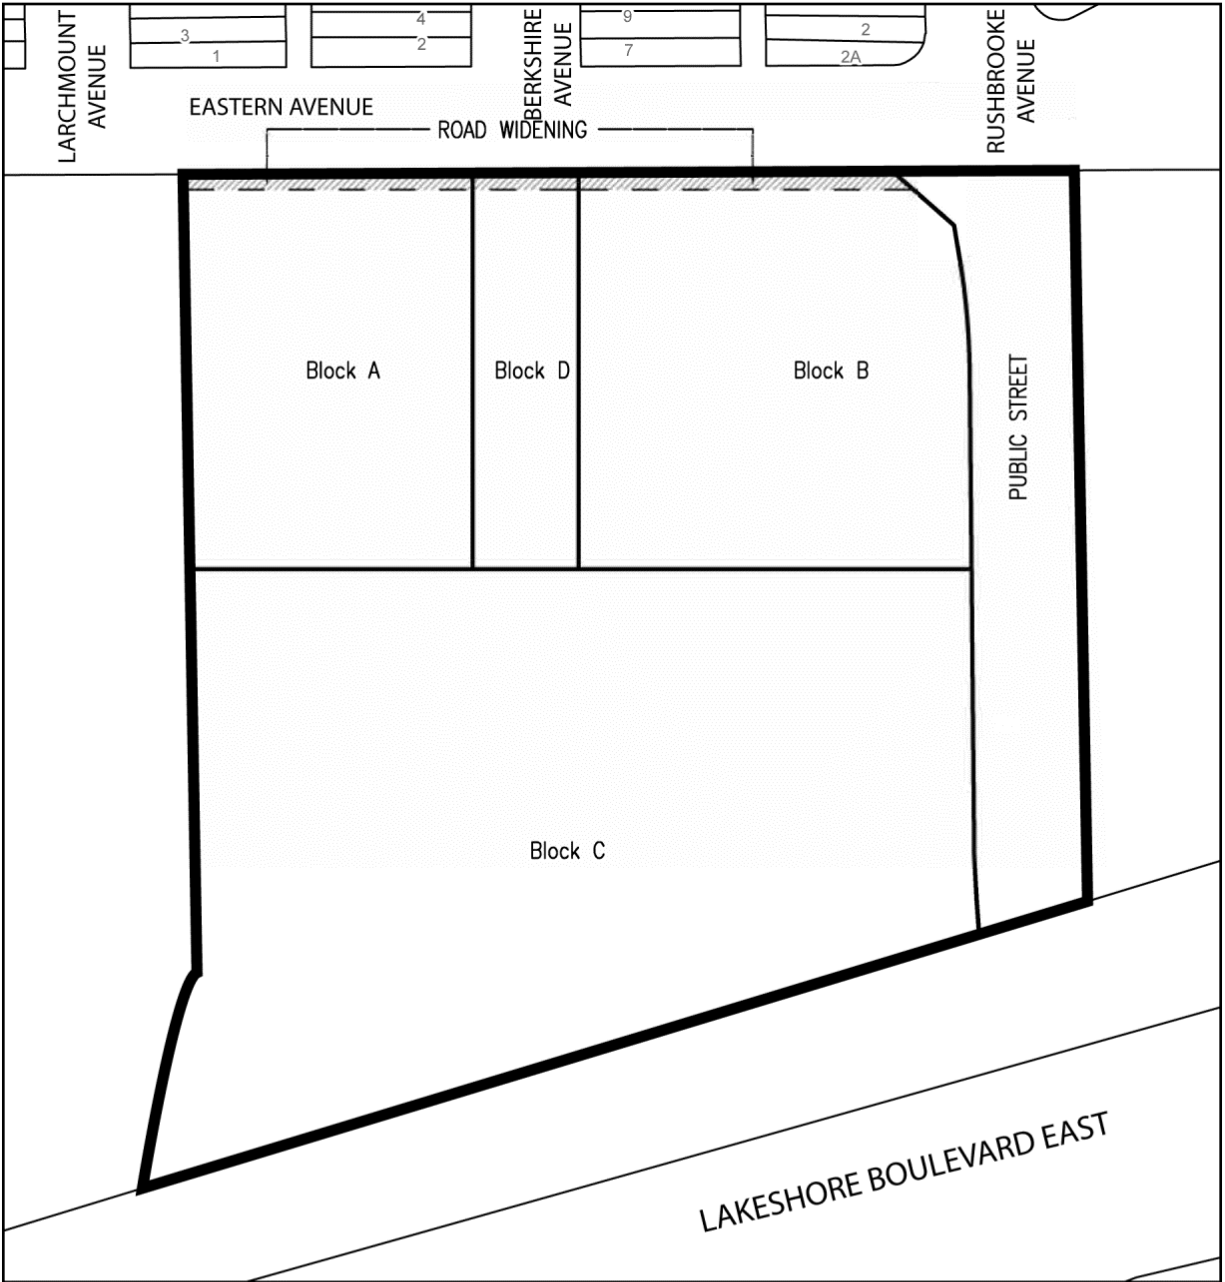 LARCHMOUNT
AVENUE
3
1
4
2
BERKSHIRE
AVENUE
9
7
2
2A
RUSHBROOKE
AVENUE
EASTERN AVENUE
ROAD WIDENING
Block A
Block D
Block B
PUBLIC STREET
Block C
LAKESHORE BOULEVARD EAST